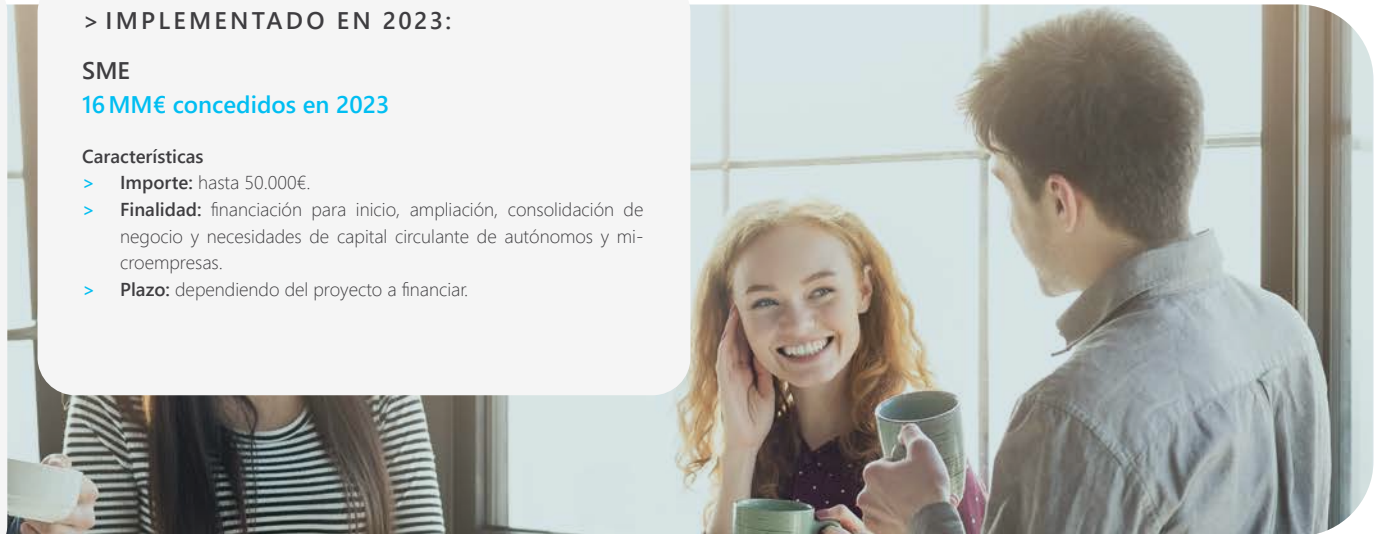 > IMPLEMENTADO EN 2023:
SME
16 MM€ concedidos en 2023
Características
> Importe: hasta 50.000€.
> Finalidad: financiación para inicio, ampliación, consolidación de
negocio y necesidades de capital circulante de autónomos y mi-
croempresas.
> Plazo: dependiendo del proyecto a financiar.